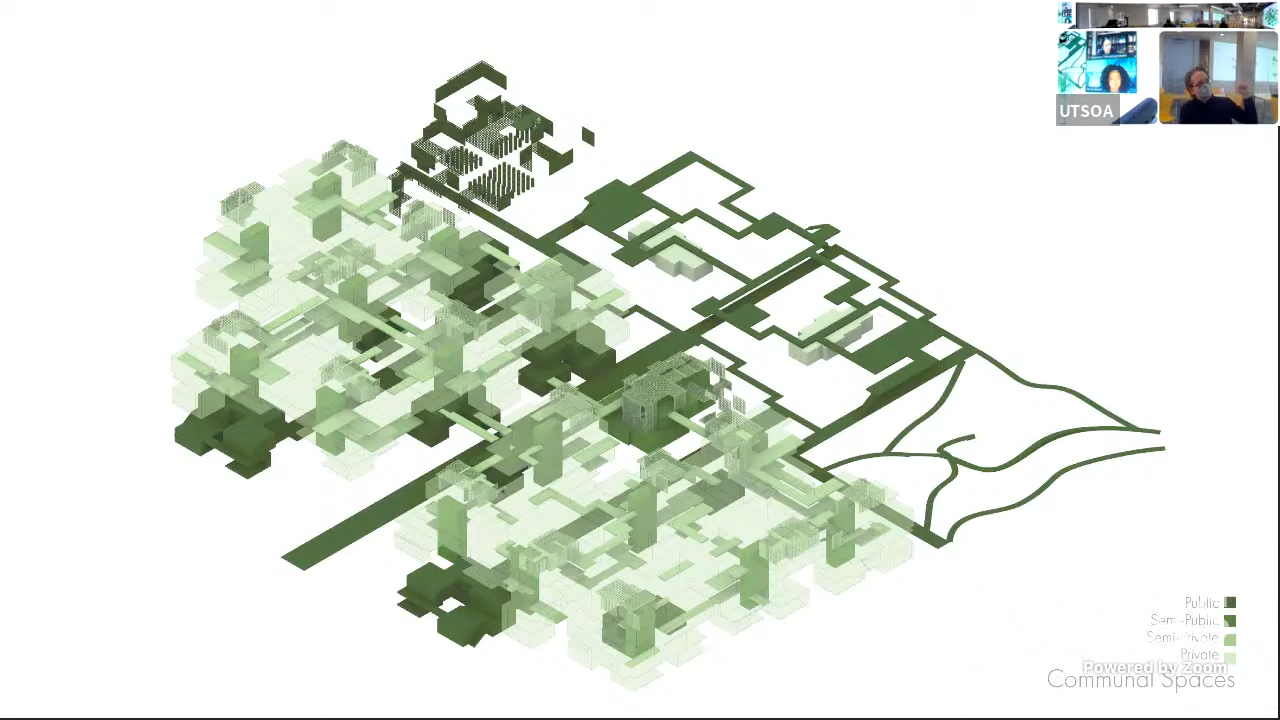 UTSOA
Public
Semi-Public
Semi-Private
Private
Powered by Zoom
Communal Spaces